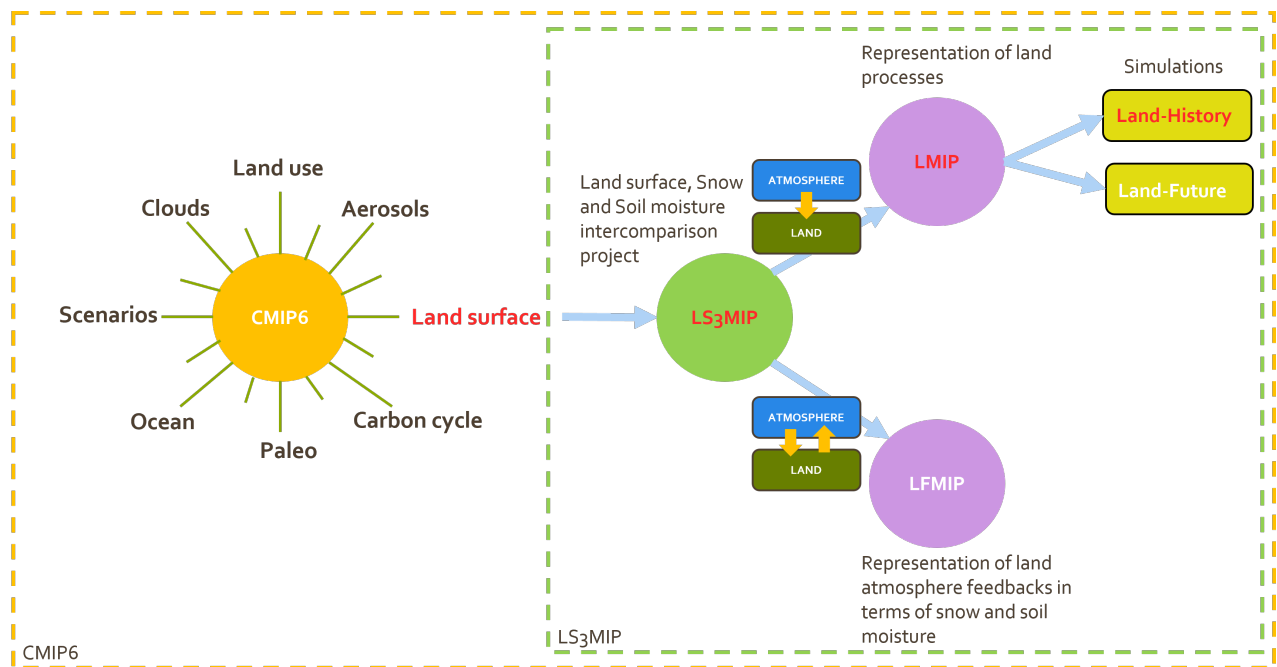 Land use
Clouds
Aerosols
Scenarios
CMIP6
Land surface
Ocean
Carbon cycle
Paleo
CMIP6
Land surface, Snow
and Soil moisture
intercomparison
project
LS3MIP
ATMOSPHERE
LAND
ATMOSPHERE
LAND
Representation of land
processes
LMIP
LFMIP
Representation of land
atmosphere feedbacks in
terms of snow and soil
moisture
Simulations
Land-History
Land-Future
LS3MIP